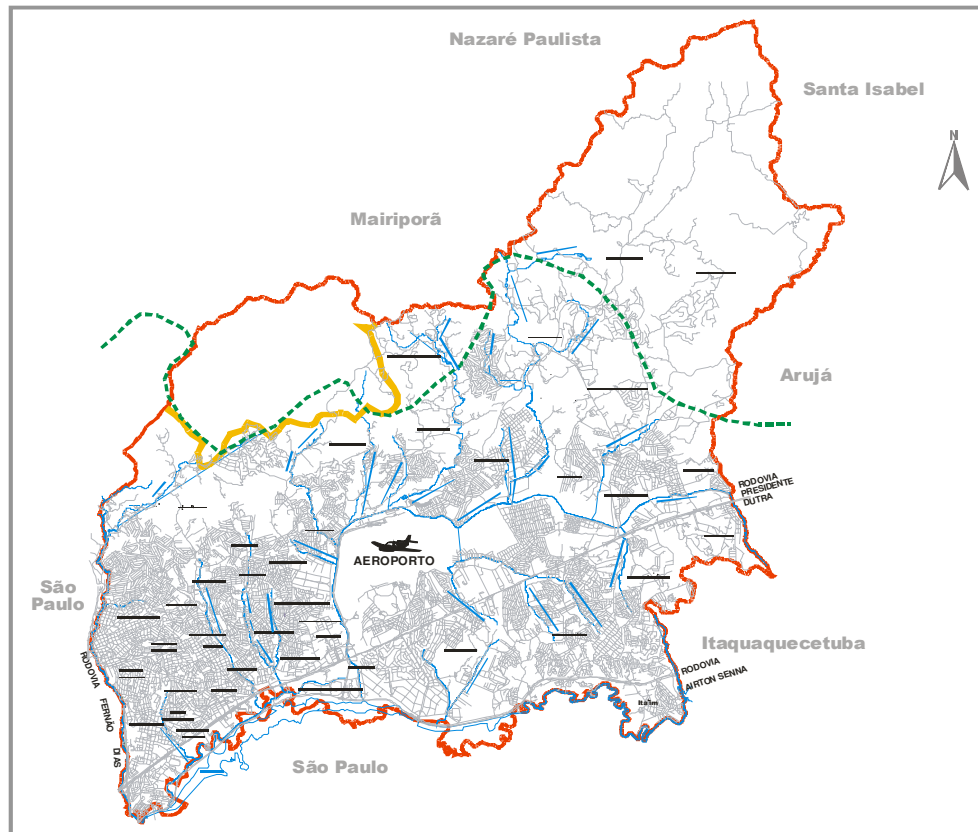 Nazaré Paulista
Santa Isabel
N
Mairiporã
Arujá
RODOVIA
PRESIDENTE
DUTRA
AEROPORTO
São
Paulo
Itaquaquecetuba
RODOVIA
AIRTON SENNA
RODOVIA FERNÃO DIAS
Itaim
São Paulo